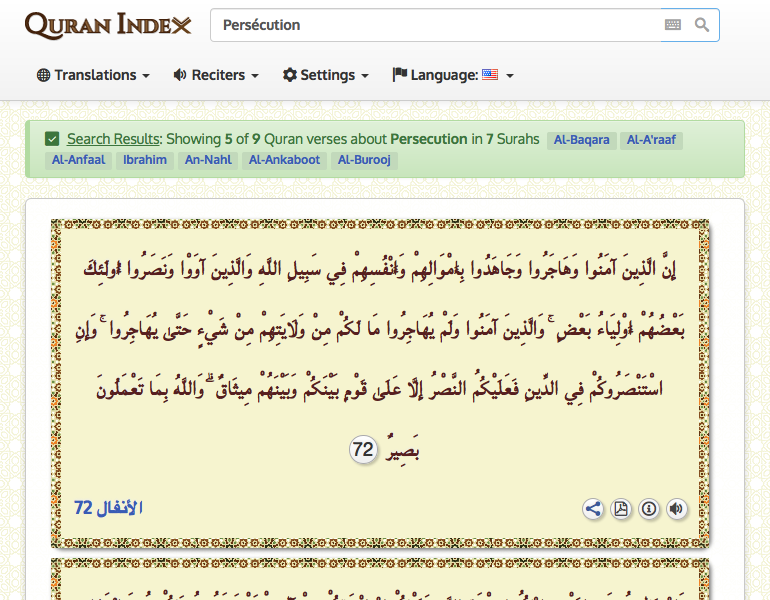 QURAN INDEX
Persécution
Translations Reciters Settings Language:
Search Results: Showing 5 of 9 Quran verses about Persecution in 7 Surahs Al-Baqara Al-A'raaf
Al-Anfaal Ibrahim An-Nahl Al-Ankaboot Al-Burooj
إِنَّ الَّذِينَ آمَنُوا وَهَاجَرُوا وَجَاهَدُوا بِأَمْوَالِهِمْ وَأَنْفُسِهِمْ فِي سَبِيلِ اللَّهِ وَالَّذِينَ آوَوْا وَنَصَرُوا أُولَٰئِكَ
بَعْضُهُمْ أَوْلِيَاءُ بَعْضٍ ۚ وَالَّذِينَ آمَنُوا وَلَمْ يُهَاجِرُوا مَا لَكُمْ مِنْ وَلَايَتِهِمْ مِنْ شَيْءٍ حَتَّىٰ يُهَاجِرُوا ۚ وَإِنِ
اسْتَنْصَرُوكُمْ فِي الدِّينِ فَعَلَيْكُمُ النَّصْرُ إِلَّا عَلَىٰ قَوْمٍ بَيْنَكُمْ وَبَيْنَهُمْ مِيثَاقٌ ۗ وَاللَّهُ بِمَا تَعْمَلُونَ
بَصِيرٌ 72
الأنفال 72